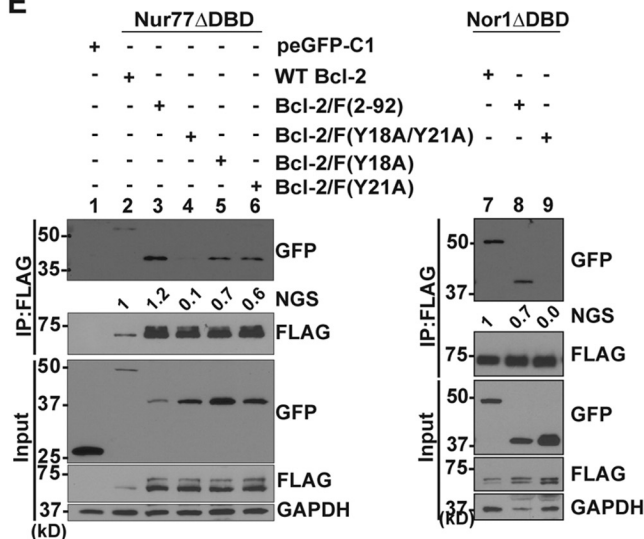 E
Nur77ΔDBD
Nor1ΔDBD
+ - - - - - peGFP-C1
- + - - - - WT Bcl-2 + - -
- - + - - - Bcl-2/F(2-92) - + -
- - - + - - Bcl-2/F(Y18A/Y21A) - - +
- - - - + - Bcl-2/F(Y18A)
- - - - - + Bcl-2/F(Y21A)
1 2 3 4 5 6
7 8 9
IP:FLAG
50-
35-
GFP
1 1.2 0.1 0.7 0.6 NGS
75-
FLAG
Input
50-
37-
25-
GFP
75-
FLAG
37-
GAPDH
(kD)
IP:FLAG
50-
37-
GFP
1 0.7 0.0 NGS
75-
FLAG
Input
50-
37-
GFP
75-
FLAG
37-
GAPDH
(kD)